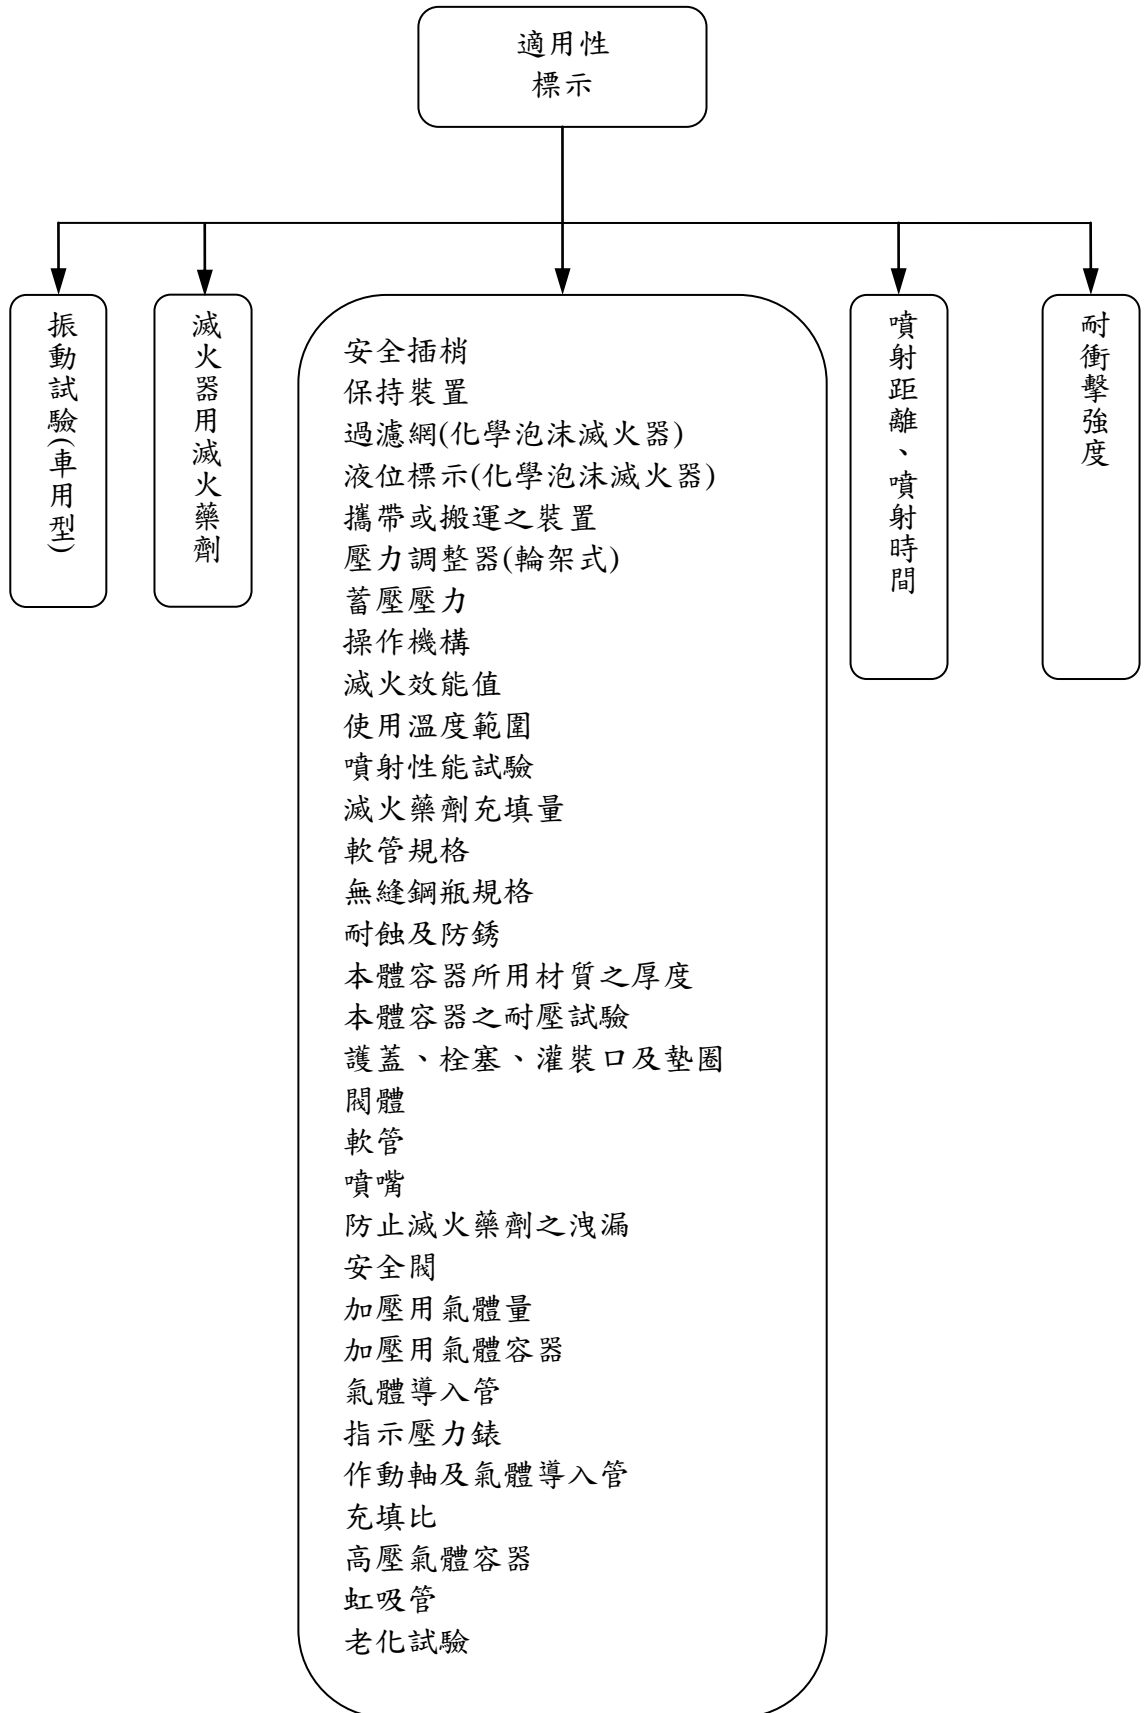 適用性
標示
振動試驗(車用型)
滅火器用滅火藥劑
安全插梢
保持裝置
過濾網(化學泡沫滅火器)
液位標示(化學泡沫滅火器)
攜帶或搬運之裝置
壓力調整器(輪架式)
蓄壓壓力
操作機構
滅火效能值
使用溫度範圍
噴射性能試驗
滅火藥劑充填量
軟管規格
無縫鋼瓶規格
耐蝕及防銹
本體容器所用材質之厚度
本體容器之耐壓試驗
護蓋、栓塞、灌裝口及墊圈
閥體
軟管
噴嘴
防止滅火藥劑之洩漏
安全閥
加壓用氣體量
加壓用氣體容器
氣體導入管
指示壓力錶
作動軸及氣體導入管
充填比
高壓氣體容器
虹吸管
老化試驗
噴射距離、噴射時間
耐衝擊強度